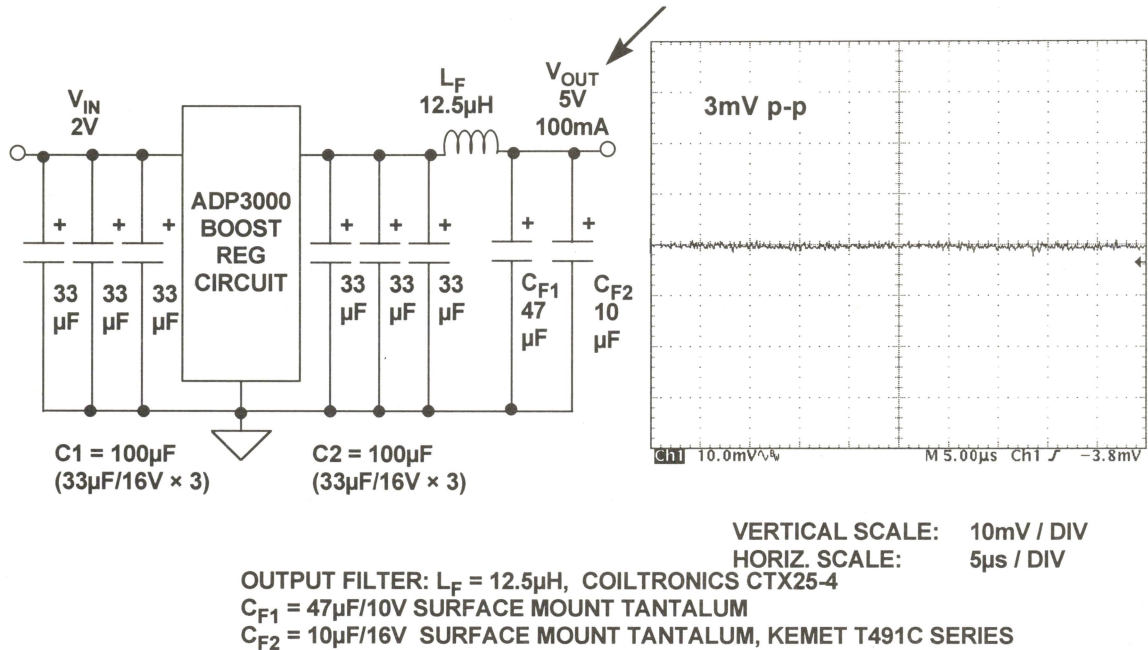 V_IN
2V
ADP3000
BOOST
REG
CIRCUIT
L_F
12.5µH
V_OUT
5V
100mA
3mV p-p
+ + + + + + + +
33 µF
33 µF
33 µF
33 µF
33 µF
33 µF
C_F1
47
µF
C_F2
10
µF
C1 = 100µF
(33µF/16V × 3)
C2 = 100µF
(33µF/16V × 3)
Ch1 10.0mV∿B_W M 5.00µs Ch1 ƒ −3.8mV
VERTICAL SCALE: 10mV / DIV
HORIZ. SCALE: 5µs / DIV
OUTPUT FILTER: L_F = 12.5µH, COILTRONICS CTX25-4
C_F1 = 47µF/10V SURFACE MOUNT TANTALUM
C_F2 = 10µF/16V SURFACE MOUNT TANTALUM, KEMET T491C SERIES